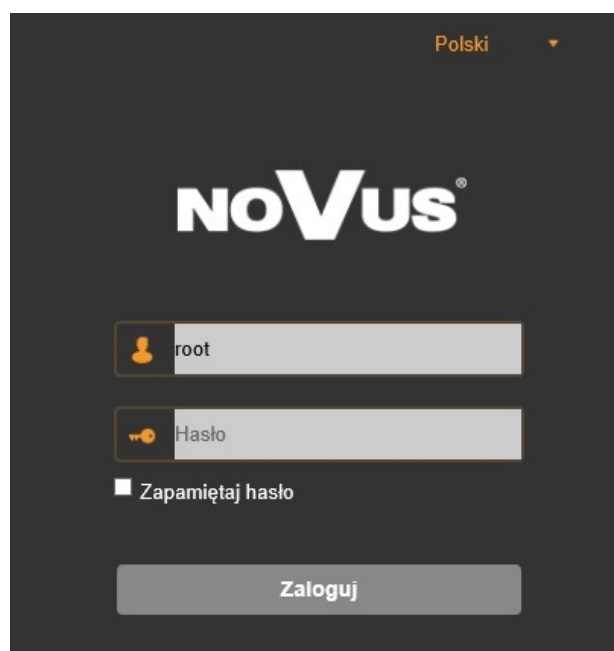 Polski
NOVUS®
root
Hasło
Zapamiętaj hasło
Zaloguj